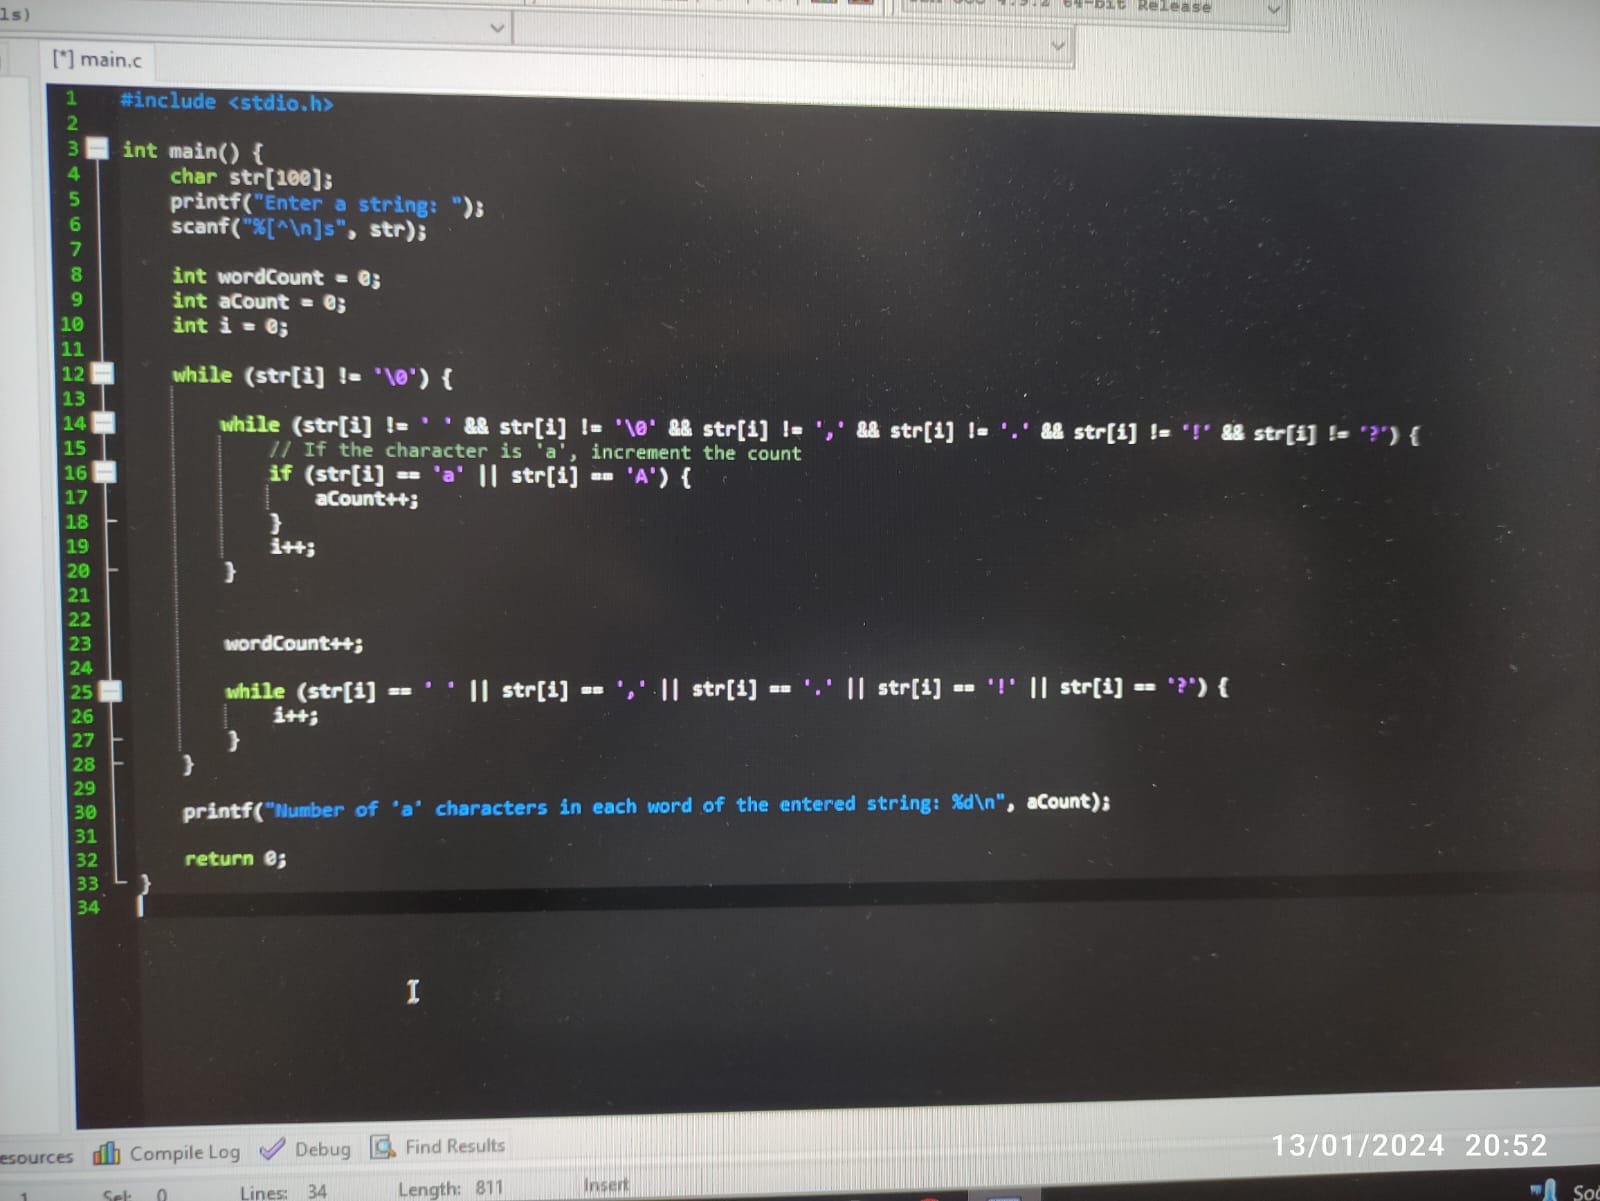 ls)
64-bit Release
[*] main.c
1 #include <stdio.h>
2
3 int main() {
4 char str[100];
5 printf("Enter a string: ");
6 scanf("%[^\n]s", str);
7
8 int wordCount = 0;
9 int aCount = 0;
10 int i = 0;
11
12 while (str[i] != '\0') {
13
14 while (str[i] != ' ' && str[i] != '\0' && str[i] != ',' && str[i] != '.' && str[i] != '!' && str[i] != '?') {
15 // If the character is 'a', increment the count
16 if (str[i] == 'a' || str[i] == 'A') {
17 aCount++;
18 }
19 i++;
20 }
21
22
23 wordCount++;
24
25 while (str[i] == ' ' || str[i] == ',' || str[i] == '.' || str[i] == '!' || str[i] == '?') {
26 i++;
27 }
28 }
29
30 printf("Number of 'a' characters in each word of the entered string: %d\n", aCount);
31
32 return 0;
33 }
34
esources Compile Log Debug Find Results
13/01/2024 20:52
1 Sel: 0 Lines: 34 Length: 811 Insert